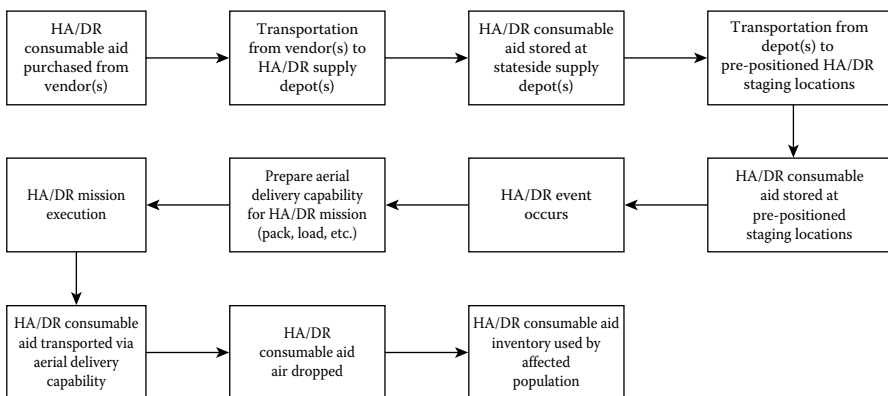 HA/DR
consumable aid
purchased from
vendor(s)
Transportation
from vendor(s) to
HA/DR supply
depot(s)
HA/DR consumable
aid stored at
stateside supply
depot(s)
Transportation from
depot(s) to
pre-positioned HA/DR
staging locations
HA/DR consumable
aid stored at
pre-positioned
staging locations
HA/DR event
occurs
Prepare aerial
delivery capability
for HA/DR mission
(pack, load, etc.)
HA/DR mission
execution
HA/DR consumable
aid transported via
aerial delivery
capability
HA/DR
consumable aid
air dropped
HA/DR consumable aid
inventory used by
affected
population